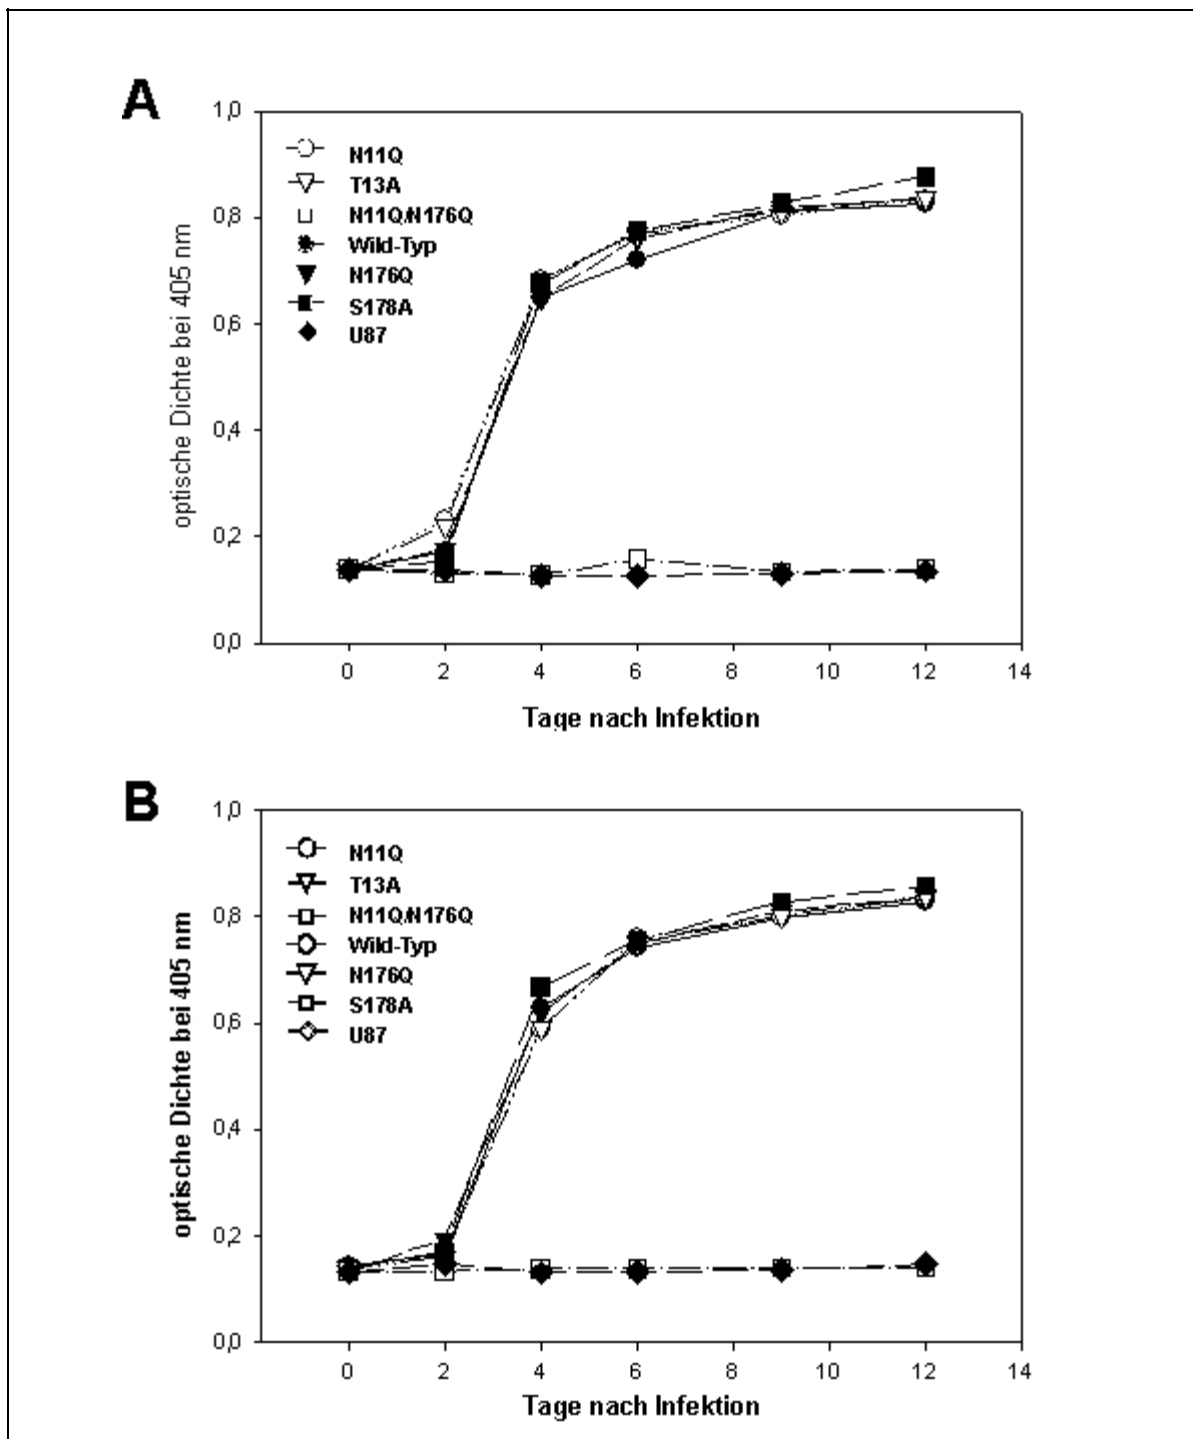 A
1,0
N11Q
T13A
N11Q/N176Q
Wild-Typ
N176Q
S178A
U87
0,8
0,6
0,4
0,2
0,0
optische Dichte bei 405 nm
0 2 4 6 8 10 12 14
Tage nach Infektion
B
1,0
N11Q
T13A
N11Q/N176Q
Wild-Typ
N176Q
S178A
U87
0,8
0,6
0,4
0,2
0,0
optische Dichte bei 405 nm
0 2 4 6 8 10 12 14
Tage nach Infektion